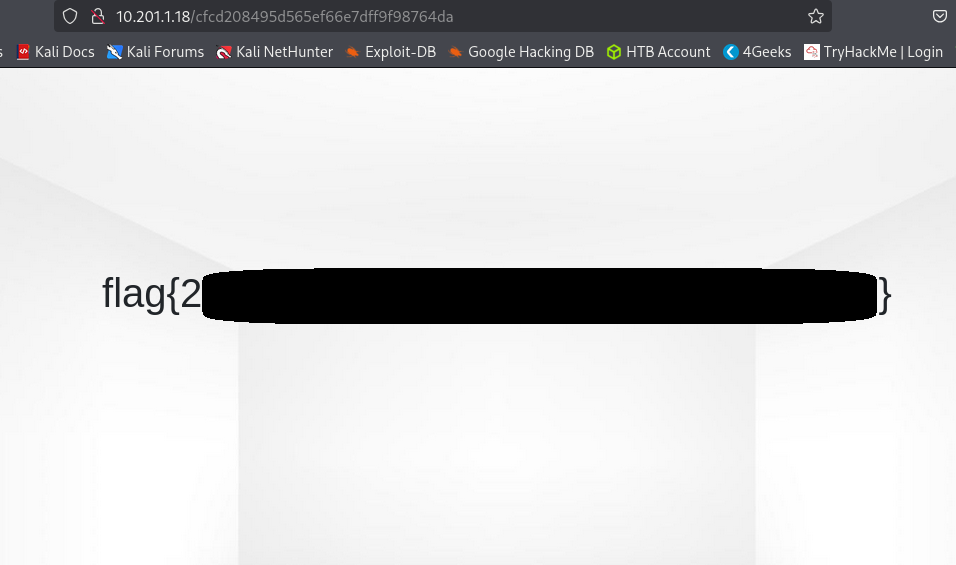 10.201.1.18/cfcd208495d565ef66e7dff9f98764da
s Kali Docs Kali Forums Kali NetHunter Exploit-DB Google Hacking DB HTB Account 4Geeks TryHackMe | Login
flag{2 }